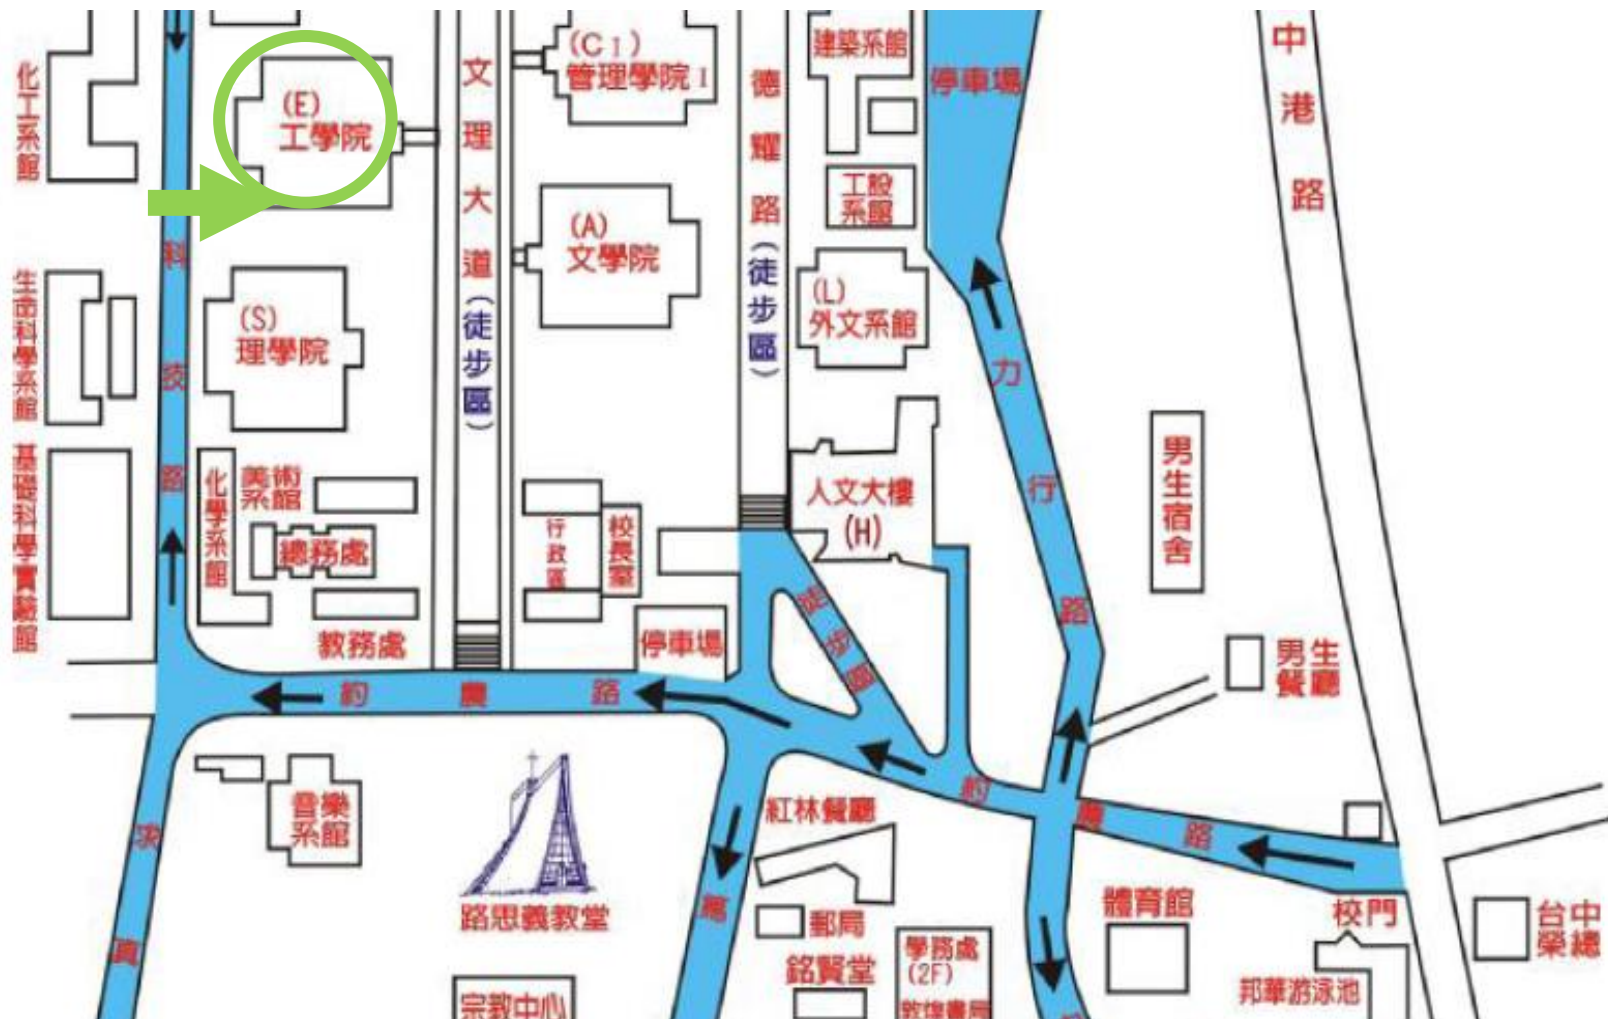 化工系館
(E)
工學院
文理大道(徒步區)
(C I)
管理學院 I
德耀路(徒步區)
建築系館
停車場
中港路
工設
系館
(A)
文學院
(L)
外文系館
科技路
生命科學系館
(S)
理學院
力行路
基礎科學實驗館
化學系館
美術
系館
總務處
教務處
行政區
校長室
停車場
人文大樓
(H)
徒步區
男生宿舍
男生
餐廳
約農路
約農路
音樂
系館
路思義教堂
紅林餐廳
郵局
銘賢堂
學務處
(2F)
敦煌書局
體育館
校門
邦華游泳池
台中
榮總
宗教中心